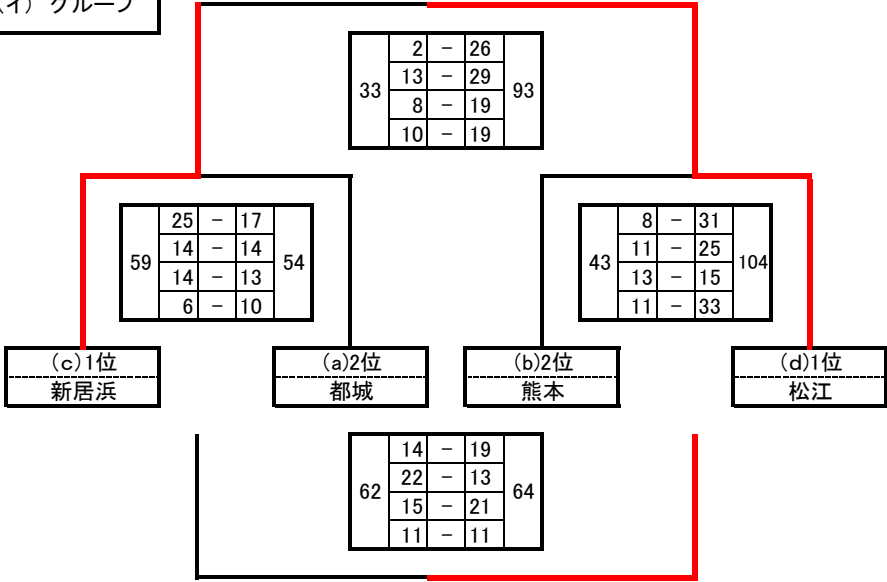 (イ) グループ
33 2 - 26 93
13 - 29
8 - 19
10 - 19
59 25 - 17 54
14 - 14
14 - 13
6 - 10
43 8 - 31 104
11 - 25
13 - 15
11 - 33
(c)1位
新居浜
(a)2位
都城
(b)2位
熊本
(d)1位
松江
62 14 - 19 64
22 - 13
15 - 21
11 - 11